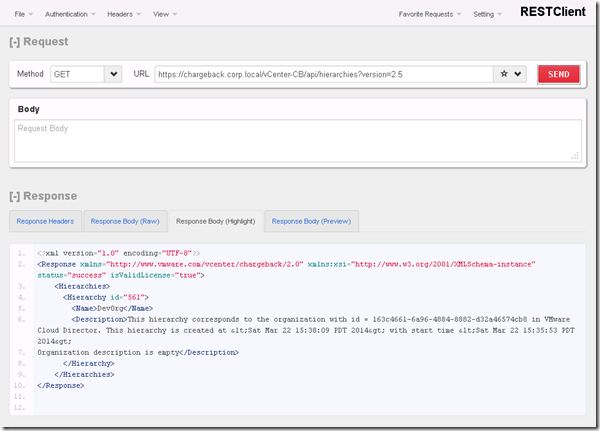 File Authentication Headers View Favorite Requests Setting RESTClient
[-] Request
Method GET URL https://chargeback.corp.local/vCenter-CB/api/hierarchies?version=2.5 SEND
Body
Request Body
[-] Response
Response Headers Response Body (Raw) Response Body (Highlight) Response Body (Preview)
1. <?xml version="1.0" encoding="UTF-8"?>
2. <Response xmlns="http://www.vmware.com/vcenter/chargeback/2.0" xmlns:xsi="http://www.w3.org/2001/XMLSchema-instance"
status="success" isValidLicense="true">
3. <Hierarchies>
4. <Hierarchy id="561">
5. <Name>DevOrg</Name>
6. <Description>This hierarchy corresponds to the organization with id = 163c4661-6a96-4884-8882-d32a46574cb8 in VMware
Cloud Director. This hierarchy is created at &lt;Sat Mar 22 15:38:09 PDT 2014&gt; with start time &lt;Sat Mar 22 15:35:53 PDT
2014&gt;
7. Organization description is empty</Description>
8. </Hierarchy>
9. </Hierarchies>
10. </Response>
11.
12.